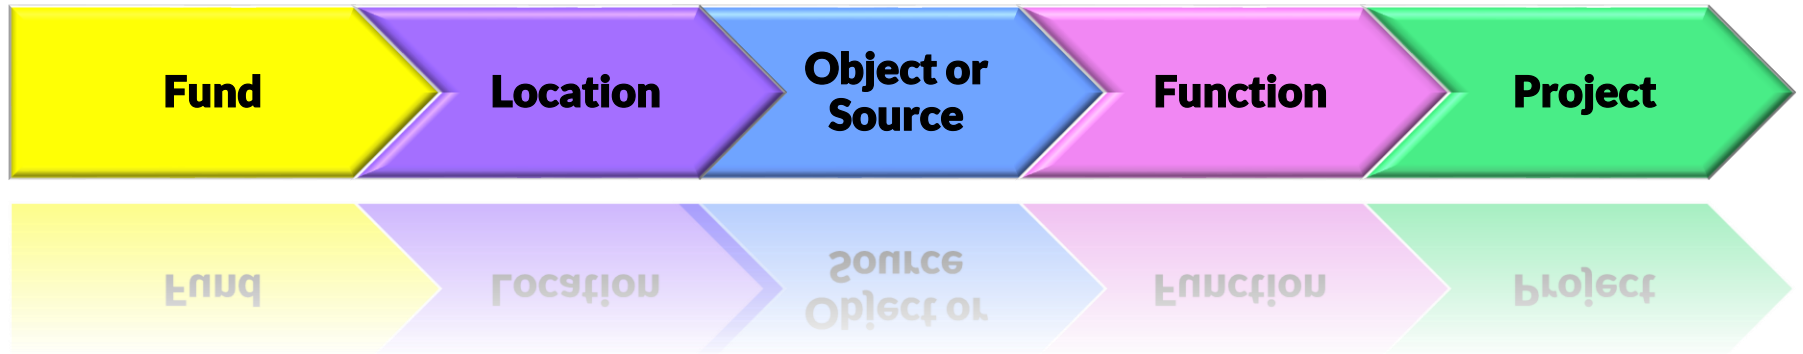 Fund
Location
Object or
Source
Function
Project